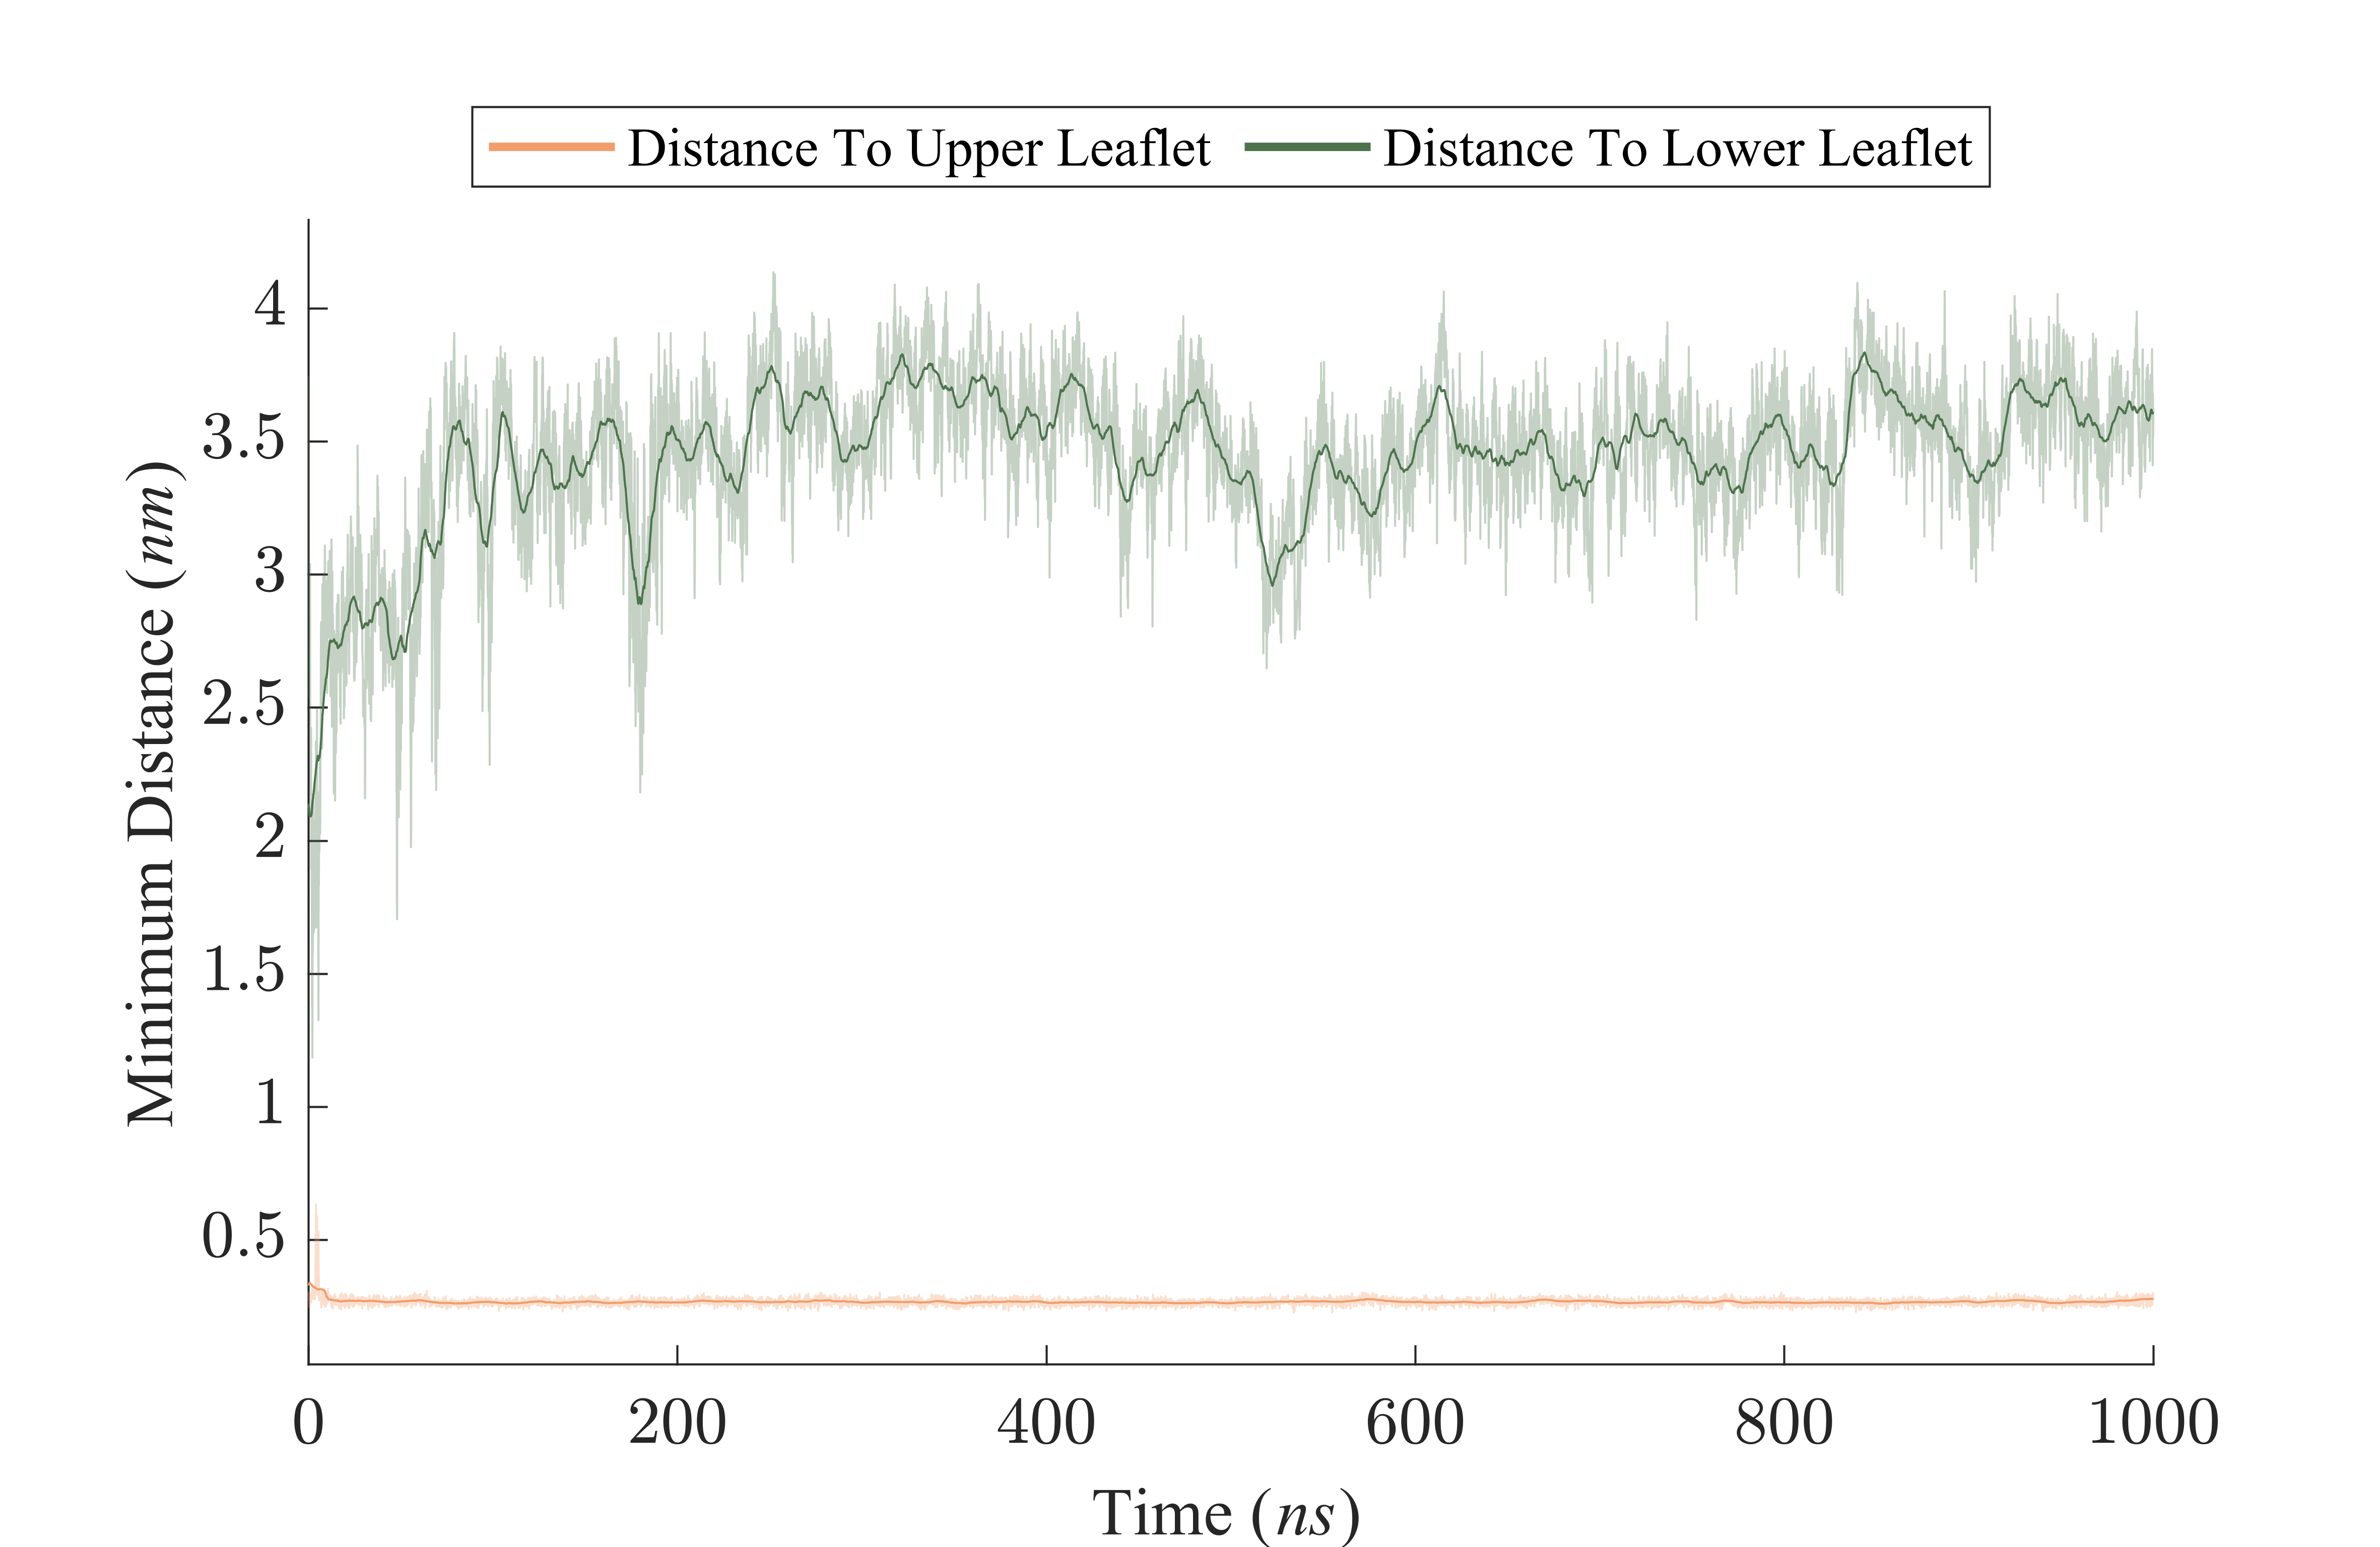 Distance To Upper Leaflet Distance To Lower Leaflet
4
3.5
3
2.5
2
1.5
1
0.5
Minimum Distance (nm)
0 200 400 600 800 1000
Time (ns)